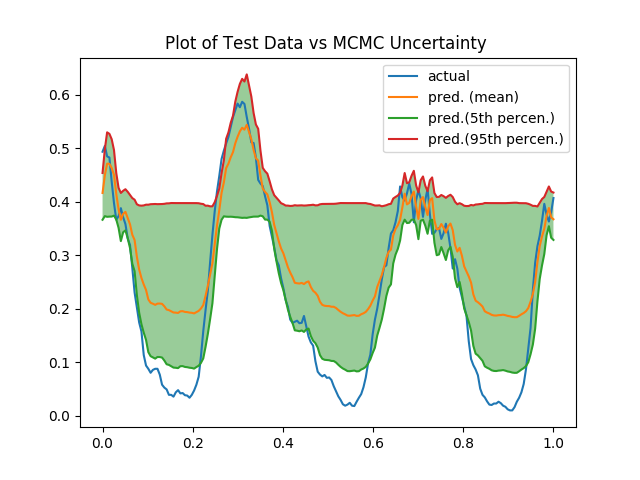 Plot of Test Data vs MCMC Uncertainty
actual
pred. (mean)
pred.(5th percen.)
pred.(95th percen.)
0.6
0.5
0.4
0.3
0.2
0.1
0.0
0.0 0.2 0.4 0.6 0.8 1.0